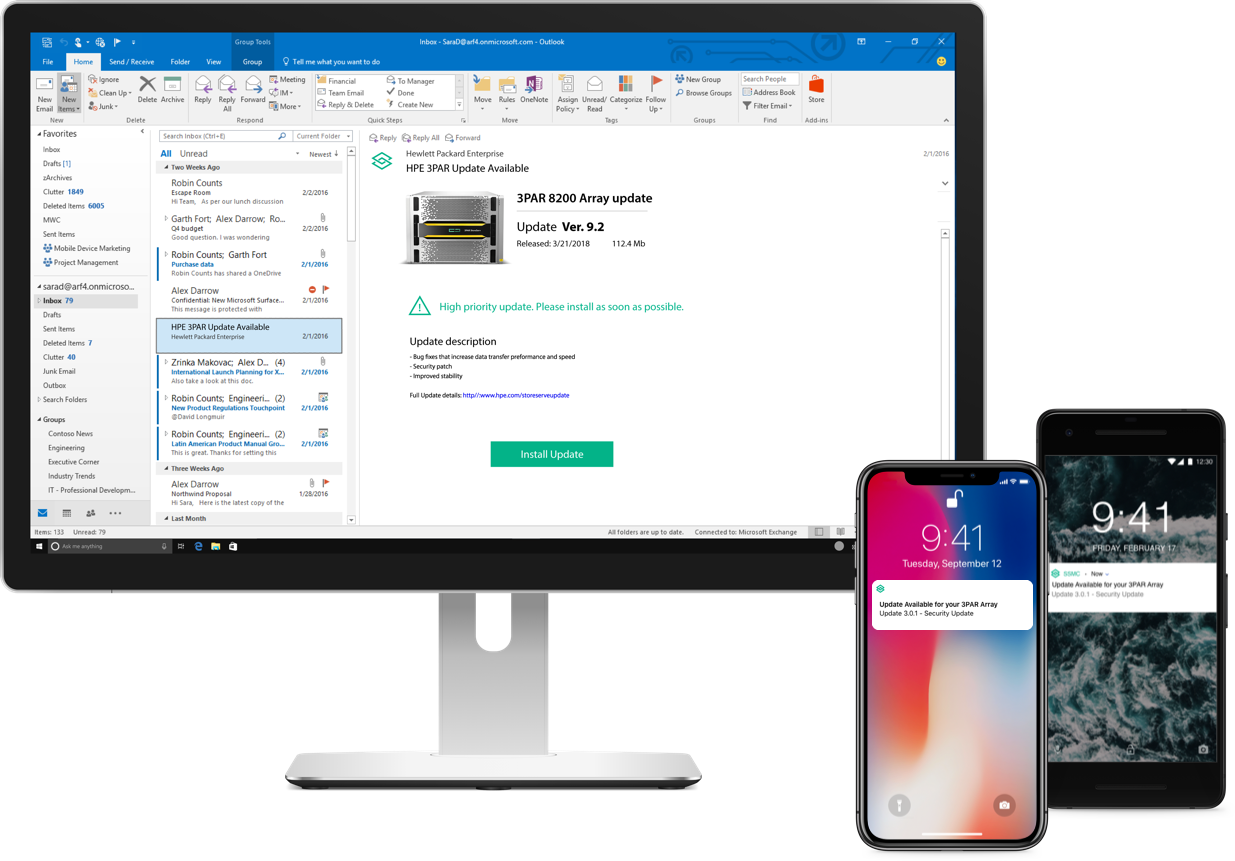 Group Tools
Inbox - SaraD@arf4.onmicrosoft.com - Outlook
File Home Send / Receive Folder View Group Tell me what you want to do
New Email
New Items
Ignore
Clean Up
Junk
Delete Archive
Reply Reply All Forward
Meeting
IM
More
Financial
Team Email
Reply & Delete
To Manager
Done
Create New
Move Rules OneNote
Assign Policy Unread/ Read Categorize Follow Up
New Group
Browse Groups
Search People
Address Book
Filter Email
Store
New Delete Respond Quick Steps Move Tags Groups Find Add-ins
Favorites
Inbox
Drafts [1]
zArchives
Clutter 1849
Deleted Items 6005
MWC
Sent Items
Mobile Device Marketing
Project Management
sarad@arf4.onmicroso...
Inbox 79
Drafts
Sent Items
Deleted Items 7
Clutter 40
Junk Email
Outbox
Search Folders
Groups
Contoso News
Engineering
Executive Corner
Industry Trends
IT - Professional Developm...
Search Inbox (Ctrl+E) Current Folder
All Unread Newest ↓
Two Weeks Ago
Robin Counts
Escape Room 2/2/2016
Hi Team, As per our lunch discussion
Garth Fort; Alex Darrow; Ro...
Q4 budget 2/2/2016
Good question. I was wondering
Robin Counts; Garth Fort
Purchase data 2/1/2016
Robin Counts has shared a OneDrive
Alex Darrow
Confidential: New Microsoft Surface... 2/1/2016
This message is protected with
HPE 3PAR Update Available
Hewlett Packard Enterprise 2/1/2016
Zrinka Makovac; Alex D... (4)
International Launch Planning for X... 2/1/2016
Also take a look at this doc.
Robin Counts; Engineeri... (2)
New Product Regulations Touchpoint 2/1/2016
@David Longmuir
Robin Counts; Engineeri... (2)
Latin American Product Manual Gro... 2/1/2016
This is great. Thanks for setting this
Three Weeks Ago
Alex Darrow
Northwind Proposal 1/28/2016
Hi Sara, Here is the latest copy of the
Last Month
Reply Reply All Forward
Hewlett Packard Enterprise 2/1/2016
HPE 3PAR Update Available
3PAR 8200 Array update
Update Ver. 9.2
Released: 3/21/2018 112.4 Mb
High priority update. Please install as soon as possible.
Update description
- Bug fixes that increase data transfer preformance and speed
- Security patch
- Improved stability
Full Update details: http//:www.hpe.com/storeserveupdate
Install Update
Items: 133 Unread: 79 All folders are up to date. Connected to: Microsoft Exchange
Ask me anything
9:41
Tuesday, September 12
Update Available for your 3PAR Array
Update 3.0.1 - Security Update
12:30
9:41
FRIDAY, FEBRUARY 17
SSMC • Now
Update Available for your 3PAR Array
Update 3.0.1 - Security Update